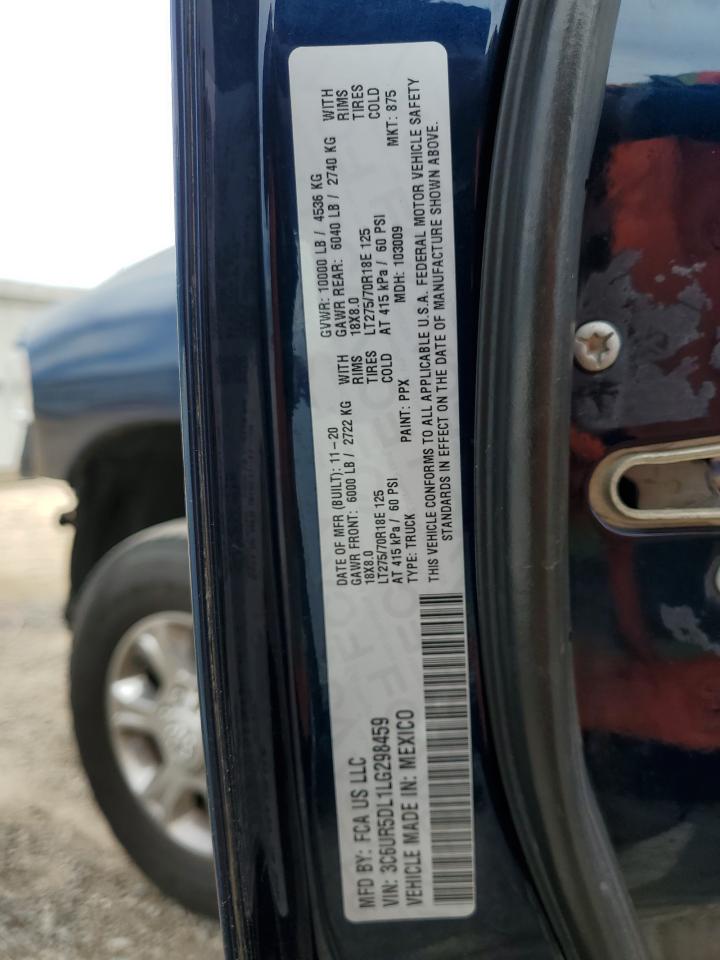 MFD BY: FCA US LLC
VIN: 3C6UR5DL1LG298459
VEHICLE MADE IN: MEXICO
DATE OF MFR (BUILT): 11-20 GVWR: 10000 LB / 4536 KG
GAWR FRONT: 6000 LB / 2722 KG WITH GAWR REAR: 6040 LB / 2740 KG WITH
18X8.0 RIMS 18X8.0 RIMS
LT275/70R18E 125 TIRES LT275/70R18E 125 TIRES
AT 415 kPa / 60 PSI COLD AT 415 kPa / 60 PSI COLD
TYPE: TRUCK PAINT: PPX MDH: 103009 MKT: 875
THIS VEHICLE CONFORMS TO ALL APPLICABLE U.S.A. FEDERAL MOTOR VEHICLE SAFETY
STANDARDS IN EFFECT ON THE DATE OF MANUFACTURE SHOWN ABOVE.